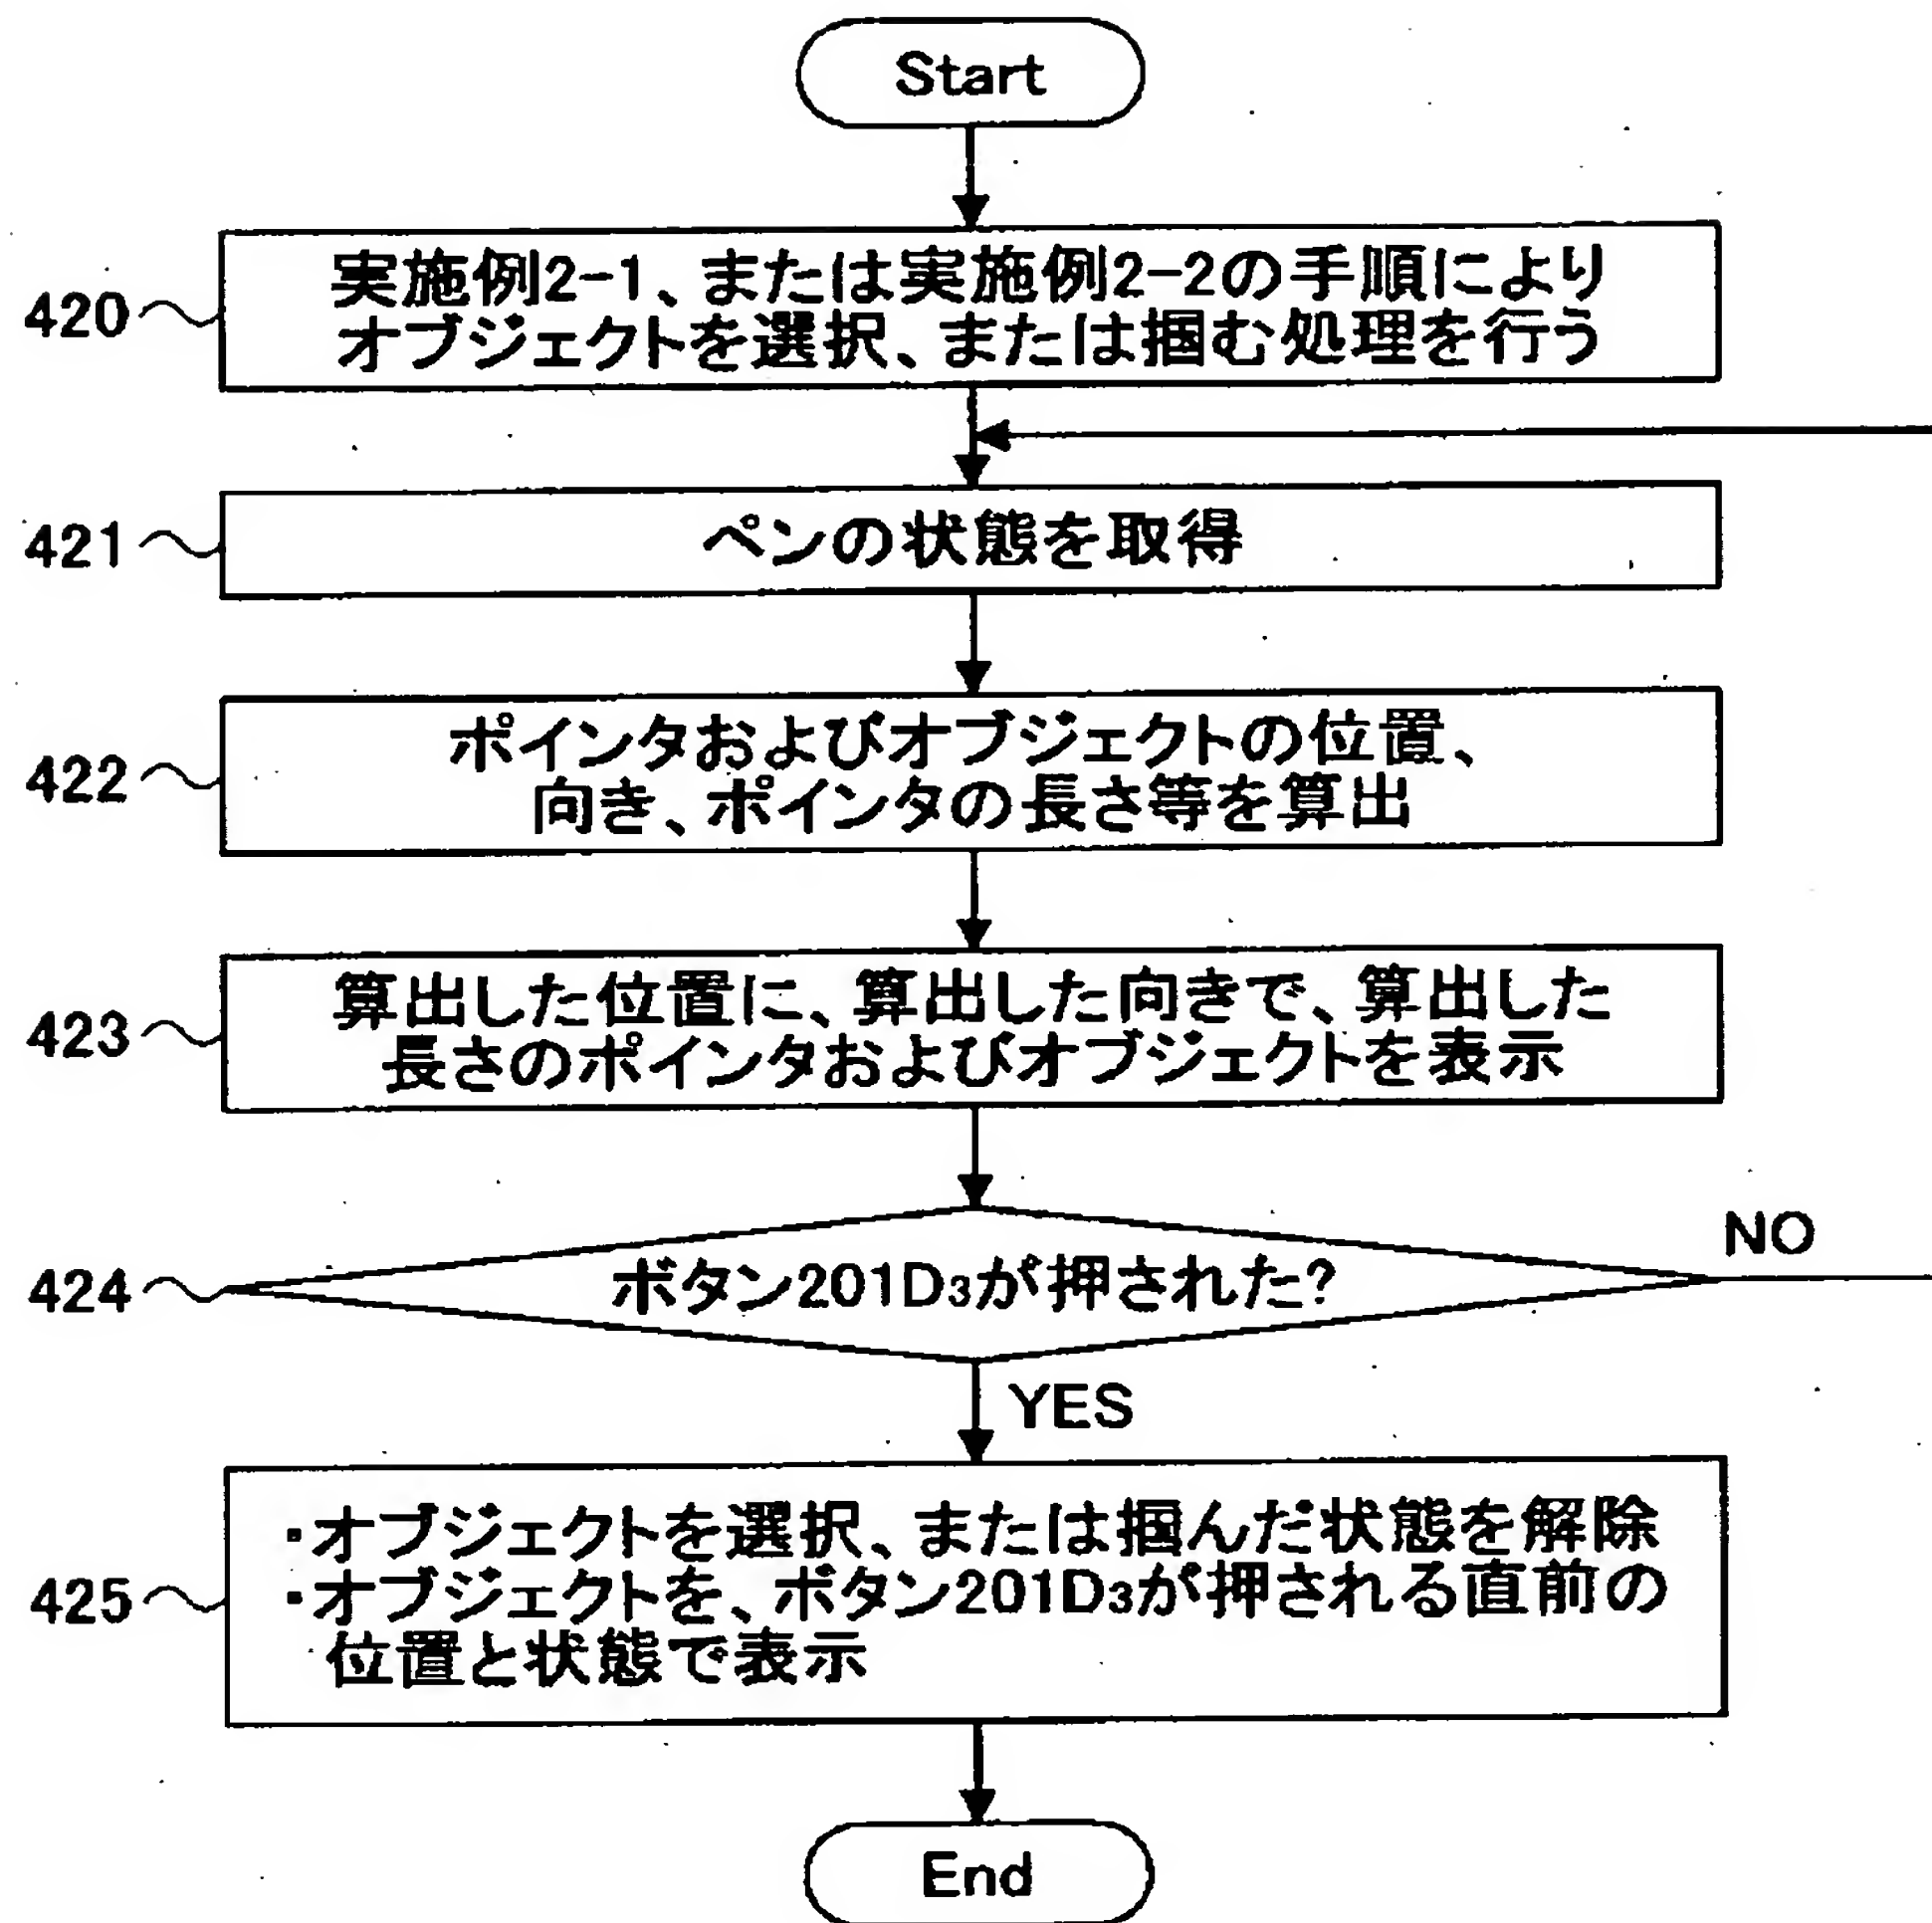 Start
420
実施例2-1、または実施例2-2の手順により
オブジェクトを選択、または掴む処理を行う
421
ペンの状態を取得
422
ポインタおよびオブジェクトの位置、
向き、ポインタの長さ等を算出
423
算出した位置に、算出した向きで、算出した
長さのポインタおよびオブジェクトを表示
424
ボタン201D₃が押された?
NO
YES
425
・オブジェクトを選択、または掴んだ状態を解除
・オブジェクトを、ボタン201D₃が押される直前の
位置と状態で表示
End